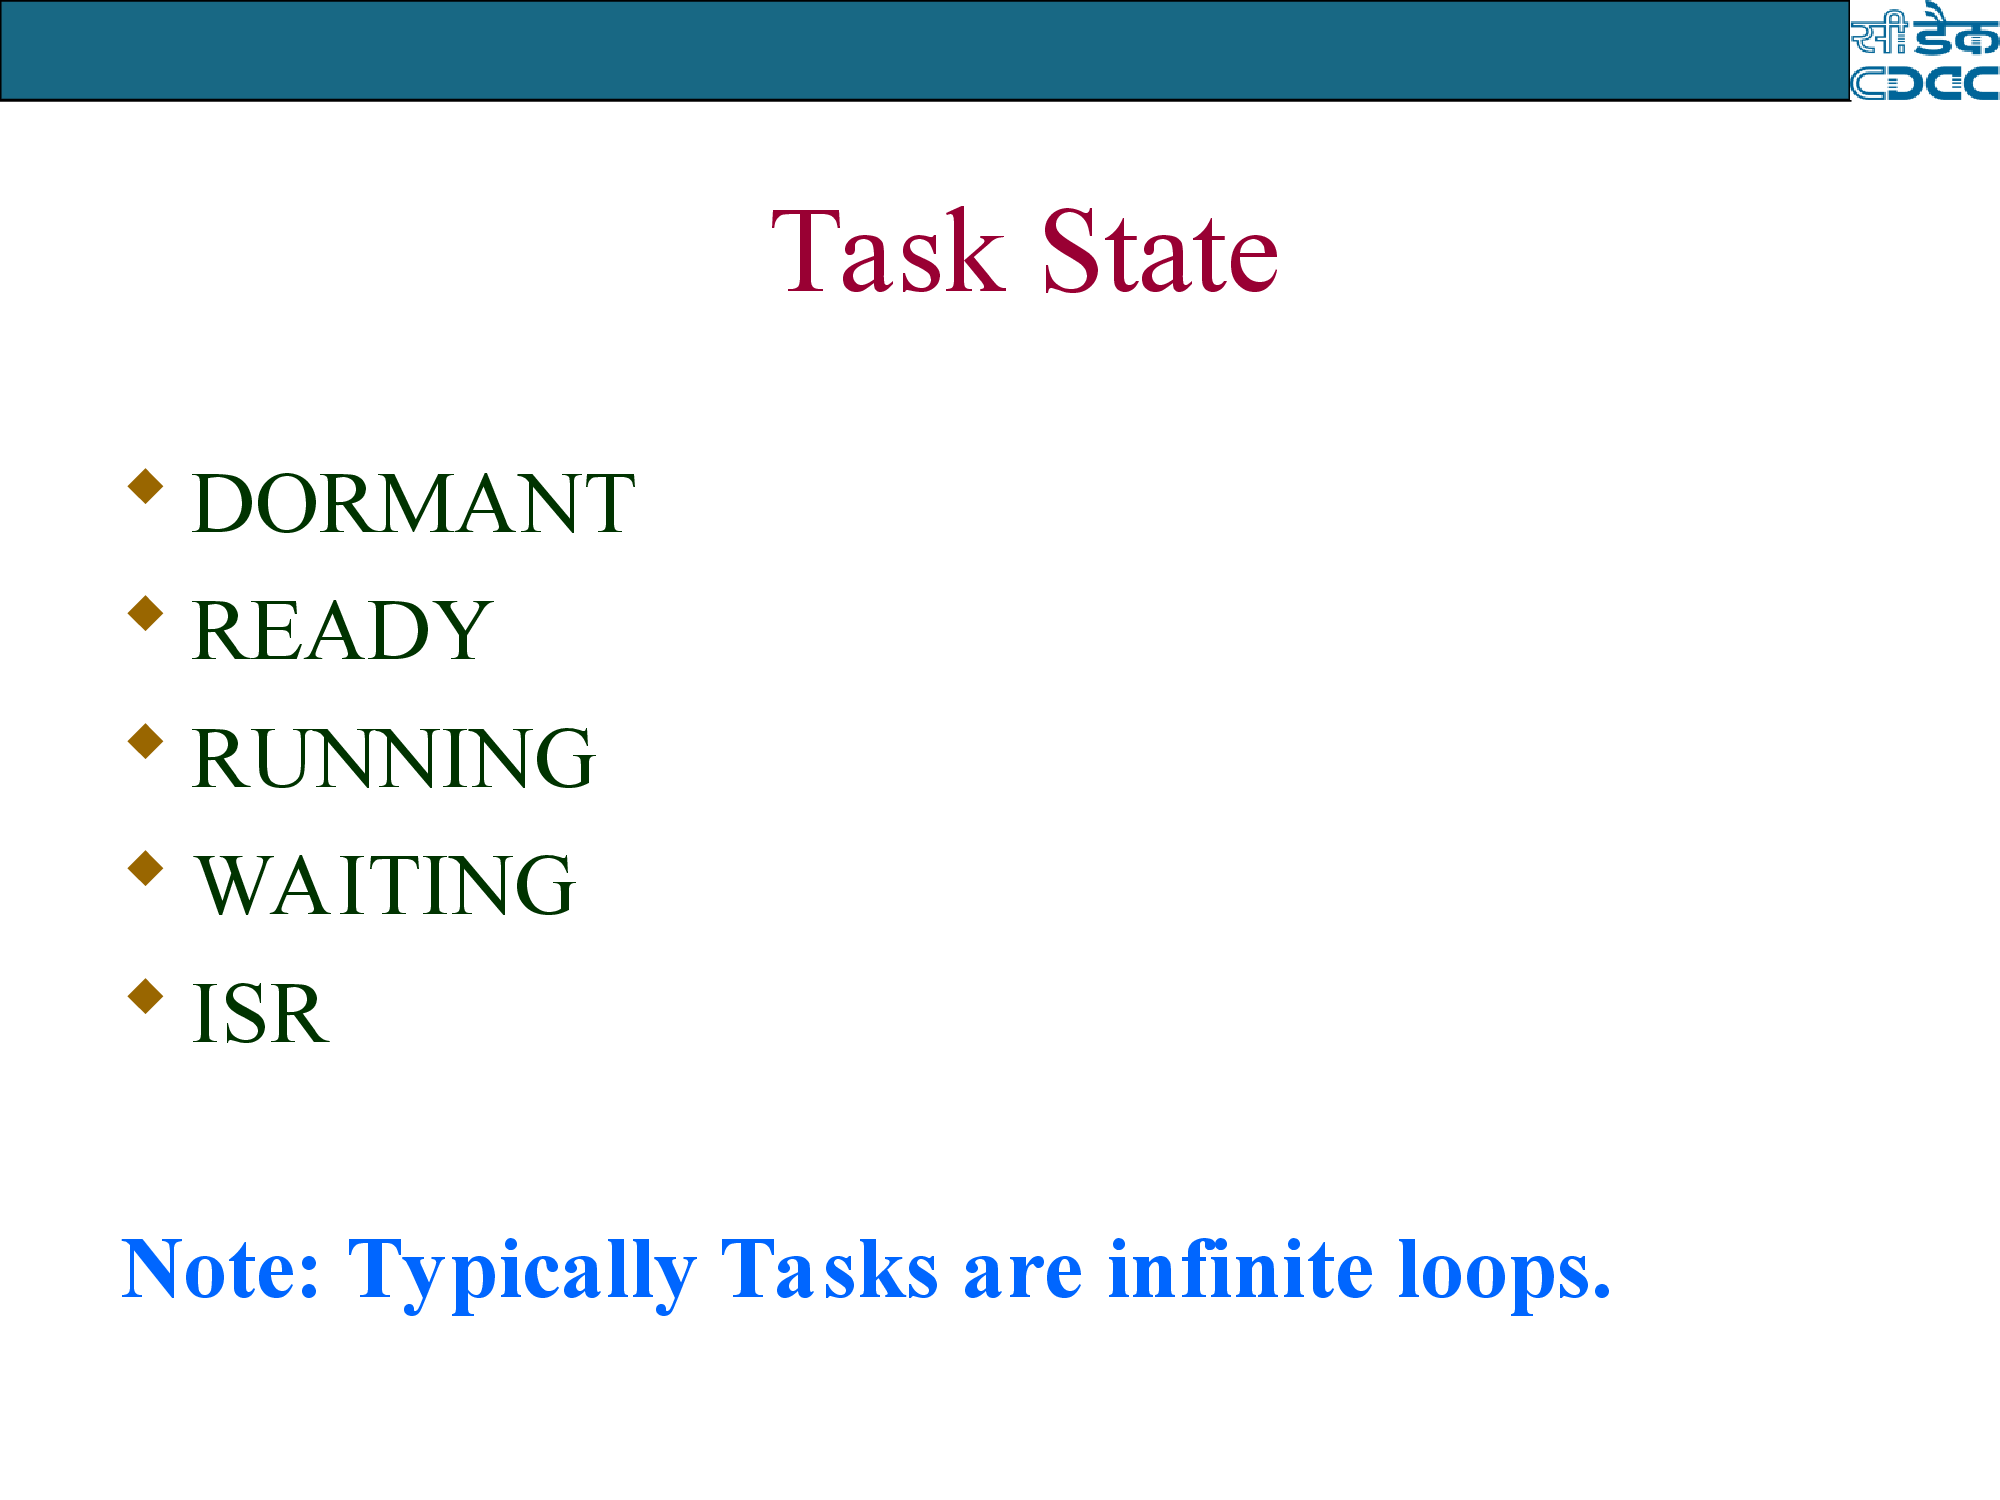 सी डैक
CDAC
Task State
DORMANT
READY
RUNNING
WAITING
ISR
Note: Typically Tasks are infinite loops.